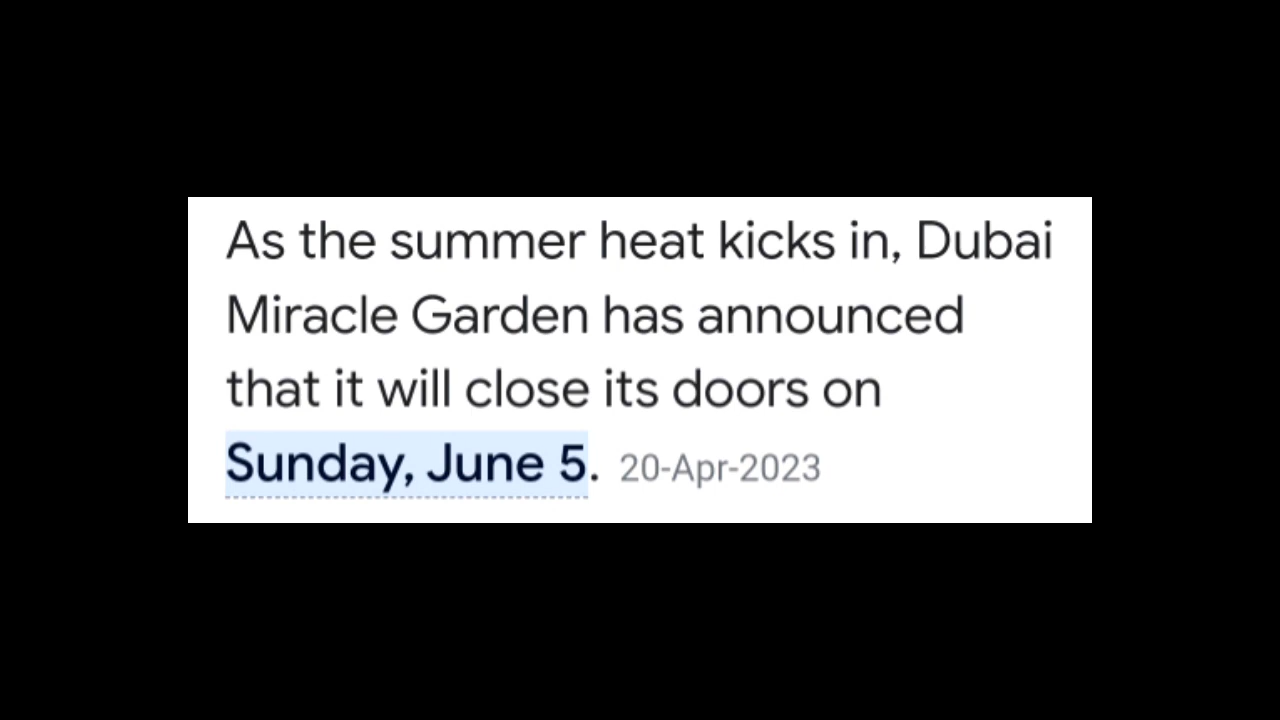 As the summer heat kicks in, Dubai
Miracle Garden has announced
that it will close its doors on
Sunday, June 5. 20-Apr-2023